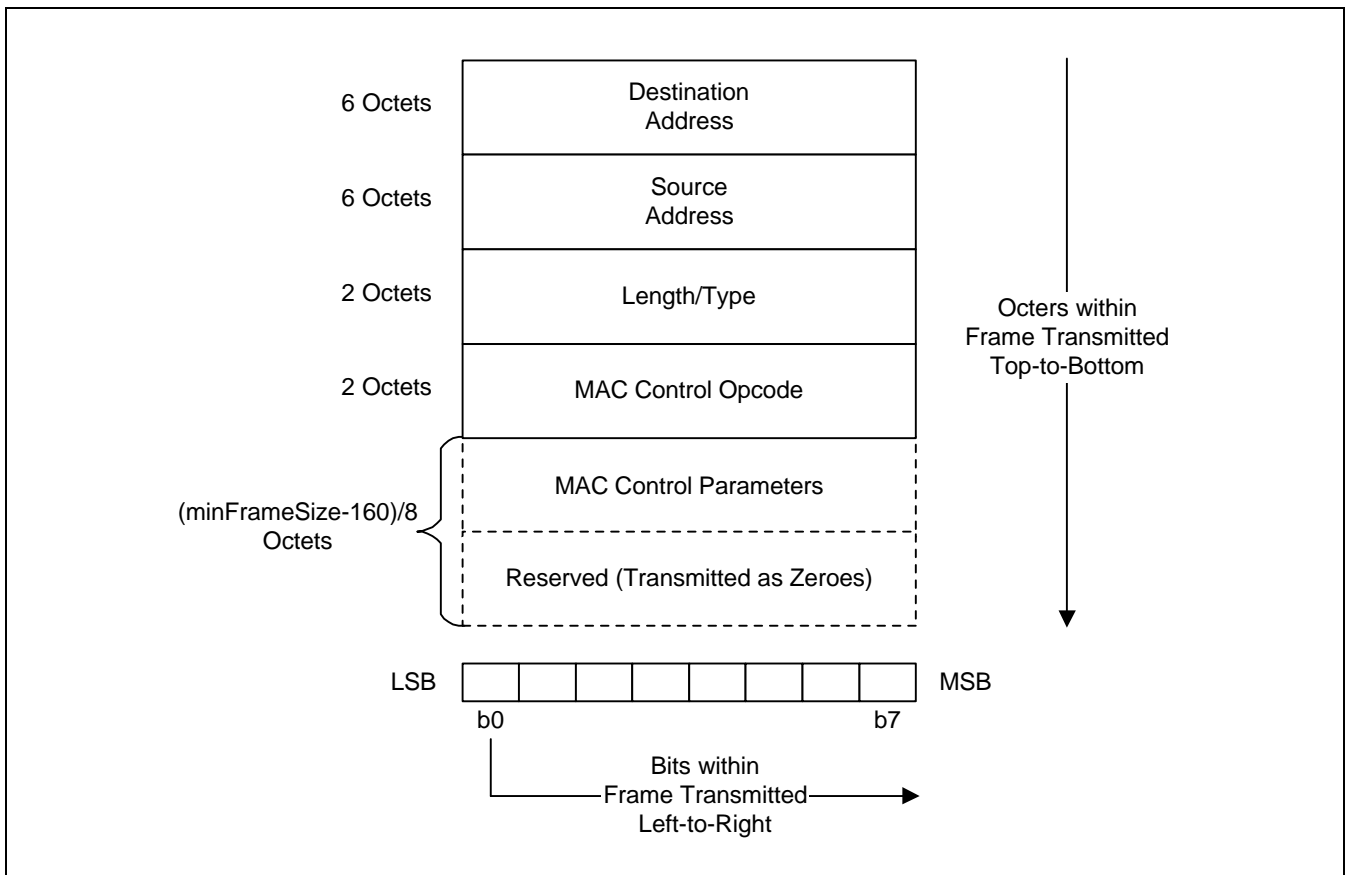 6 Octets
Destination
Address
6 Octets
Source
Address
2 Octets
Length/Type
2 Octets
MAC Control Opcode
Octers within
Frame Transmitted
Top-to-Bottom
(minFrameSize-160)/8
Octets
MAC Control Parameters
Reserved (Transmitted as Zeroes)
LSB
MSB
b0
b7
Bits within
Frame Transmitted
Left-to-Right